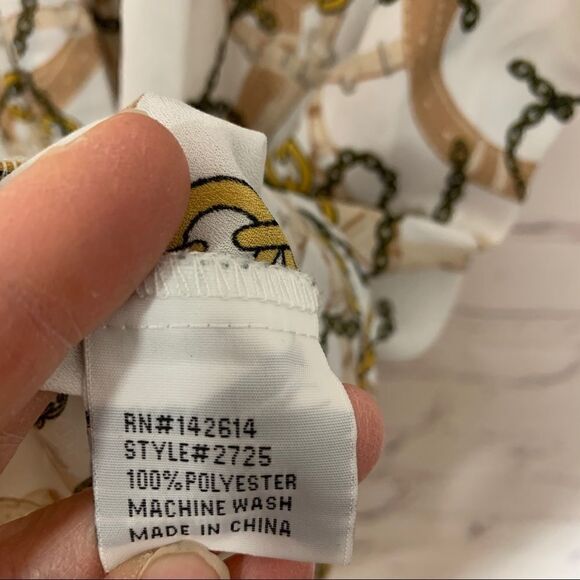 RN#142614
STYLE#2725
100%POLYESTER
MACHINE WASH
MADE IN CHINA